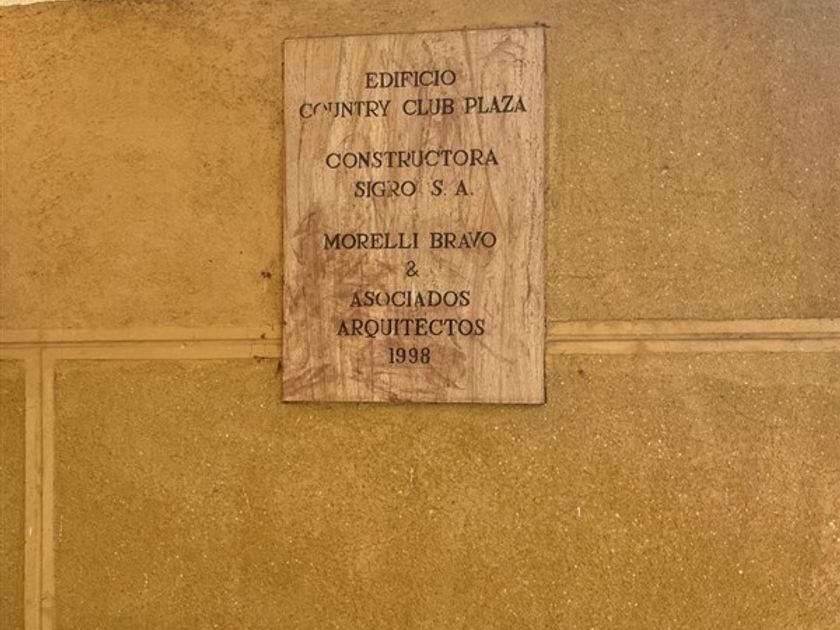 EDIFICIO
COUNTRY CLUB PLAZA
CONSTRUCTORA
SIGRO S. A.
MORELLI BRAVO
&
ASOCIADOS
ARQUITECTOS
1998